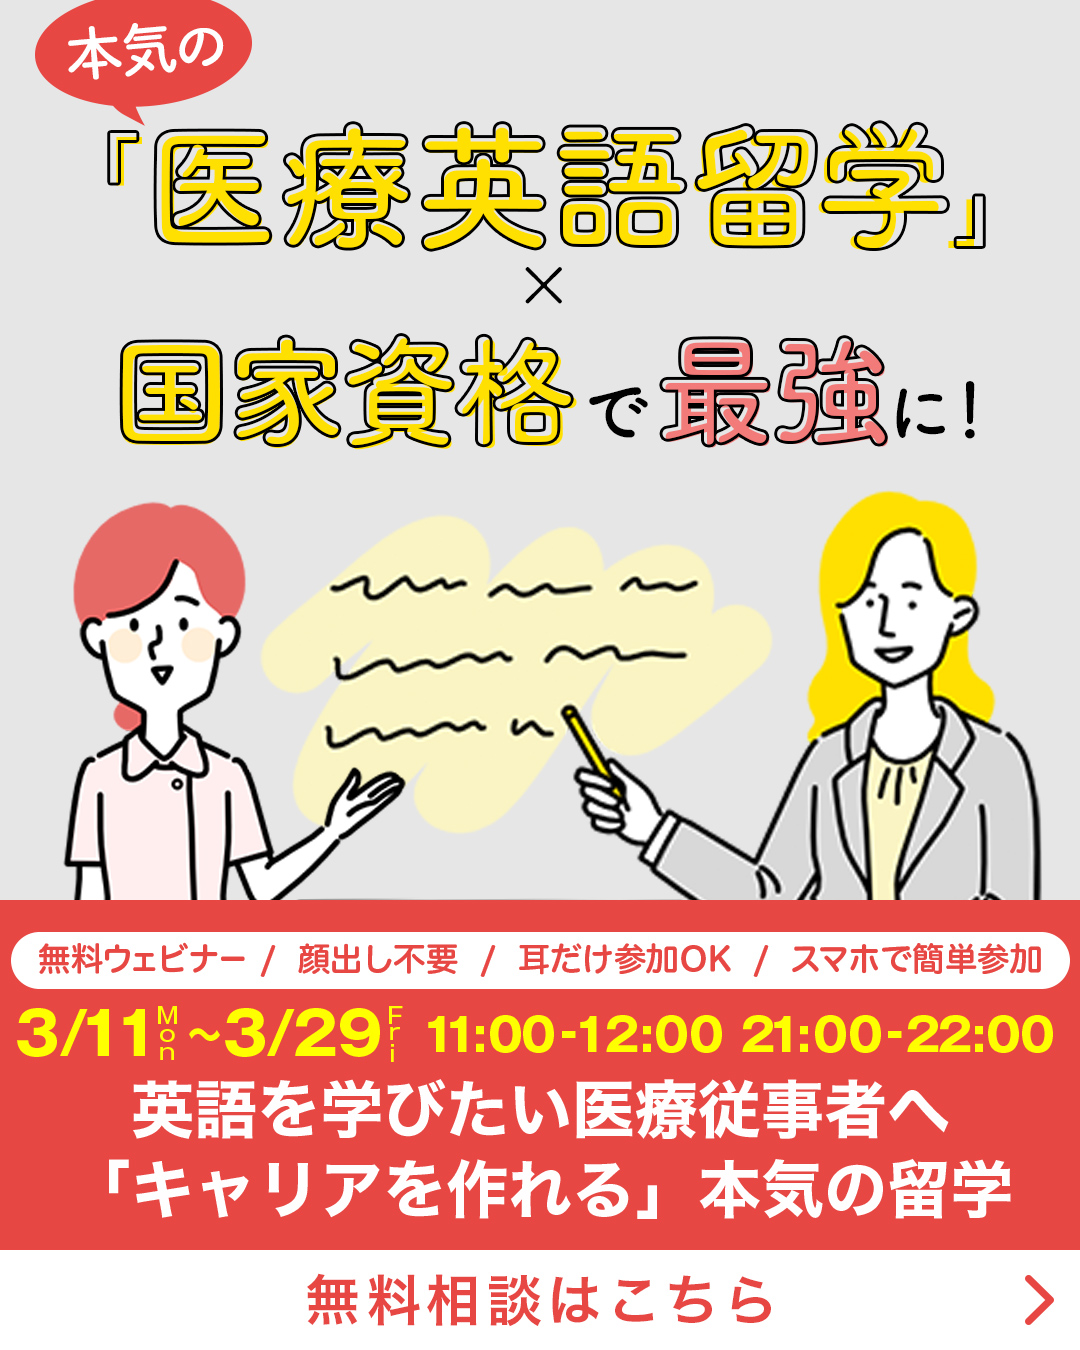 本気の
「医療英語留学」
×
国家資格で最強に!
無料ウェビナー / 顔出し不要 / 耳だけ参加OK / スマホで簡単参加
3/11Mon〜3/29Fri 11:00-12:00 21:00-22:00
英語を学びたい医療従事者へ
「キャリアを作れる」本気の留学
無料相談はこちら